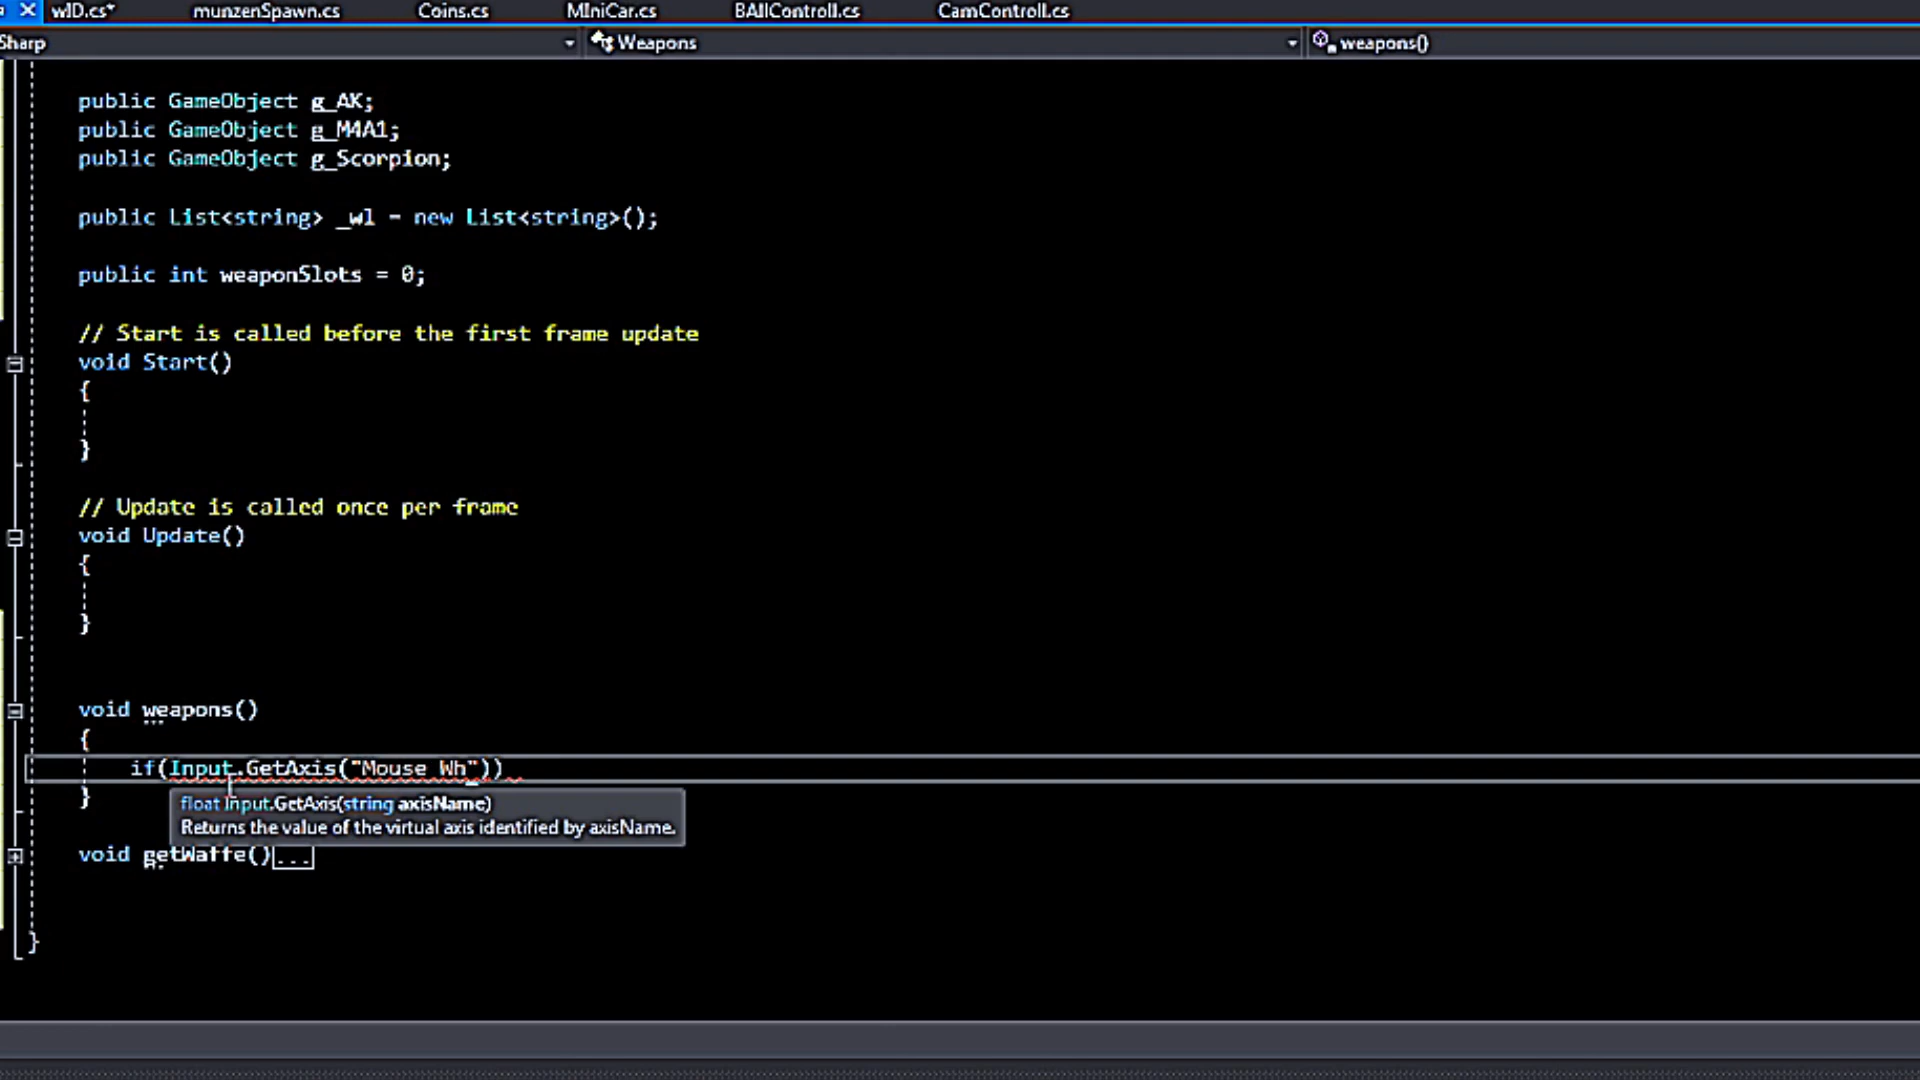 wID.cs* munzenSpawn.cs Coins.cs MIniCar.cs BAllControll.cs CamControll.cs
Sharp Weapons weapons()
public GameObject g_AK;
public GameObject g_M4A1;
public GameObject g_Scorpion;
public List<string> _wl = new List<string>();
public int weaponSlots = 0;
// Start is called before the first frame update
void Start()
{
}
// Update is called once per frame
void Update()
{
}
void weapons()
{
if(Input.GetAxis("Mouse Wh"))
}
float Input.GetAxis(string axisName)
Returns the value of the virtual axis identified by axisName.
void getWaffe()...
}